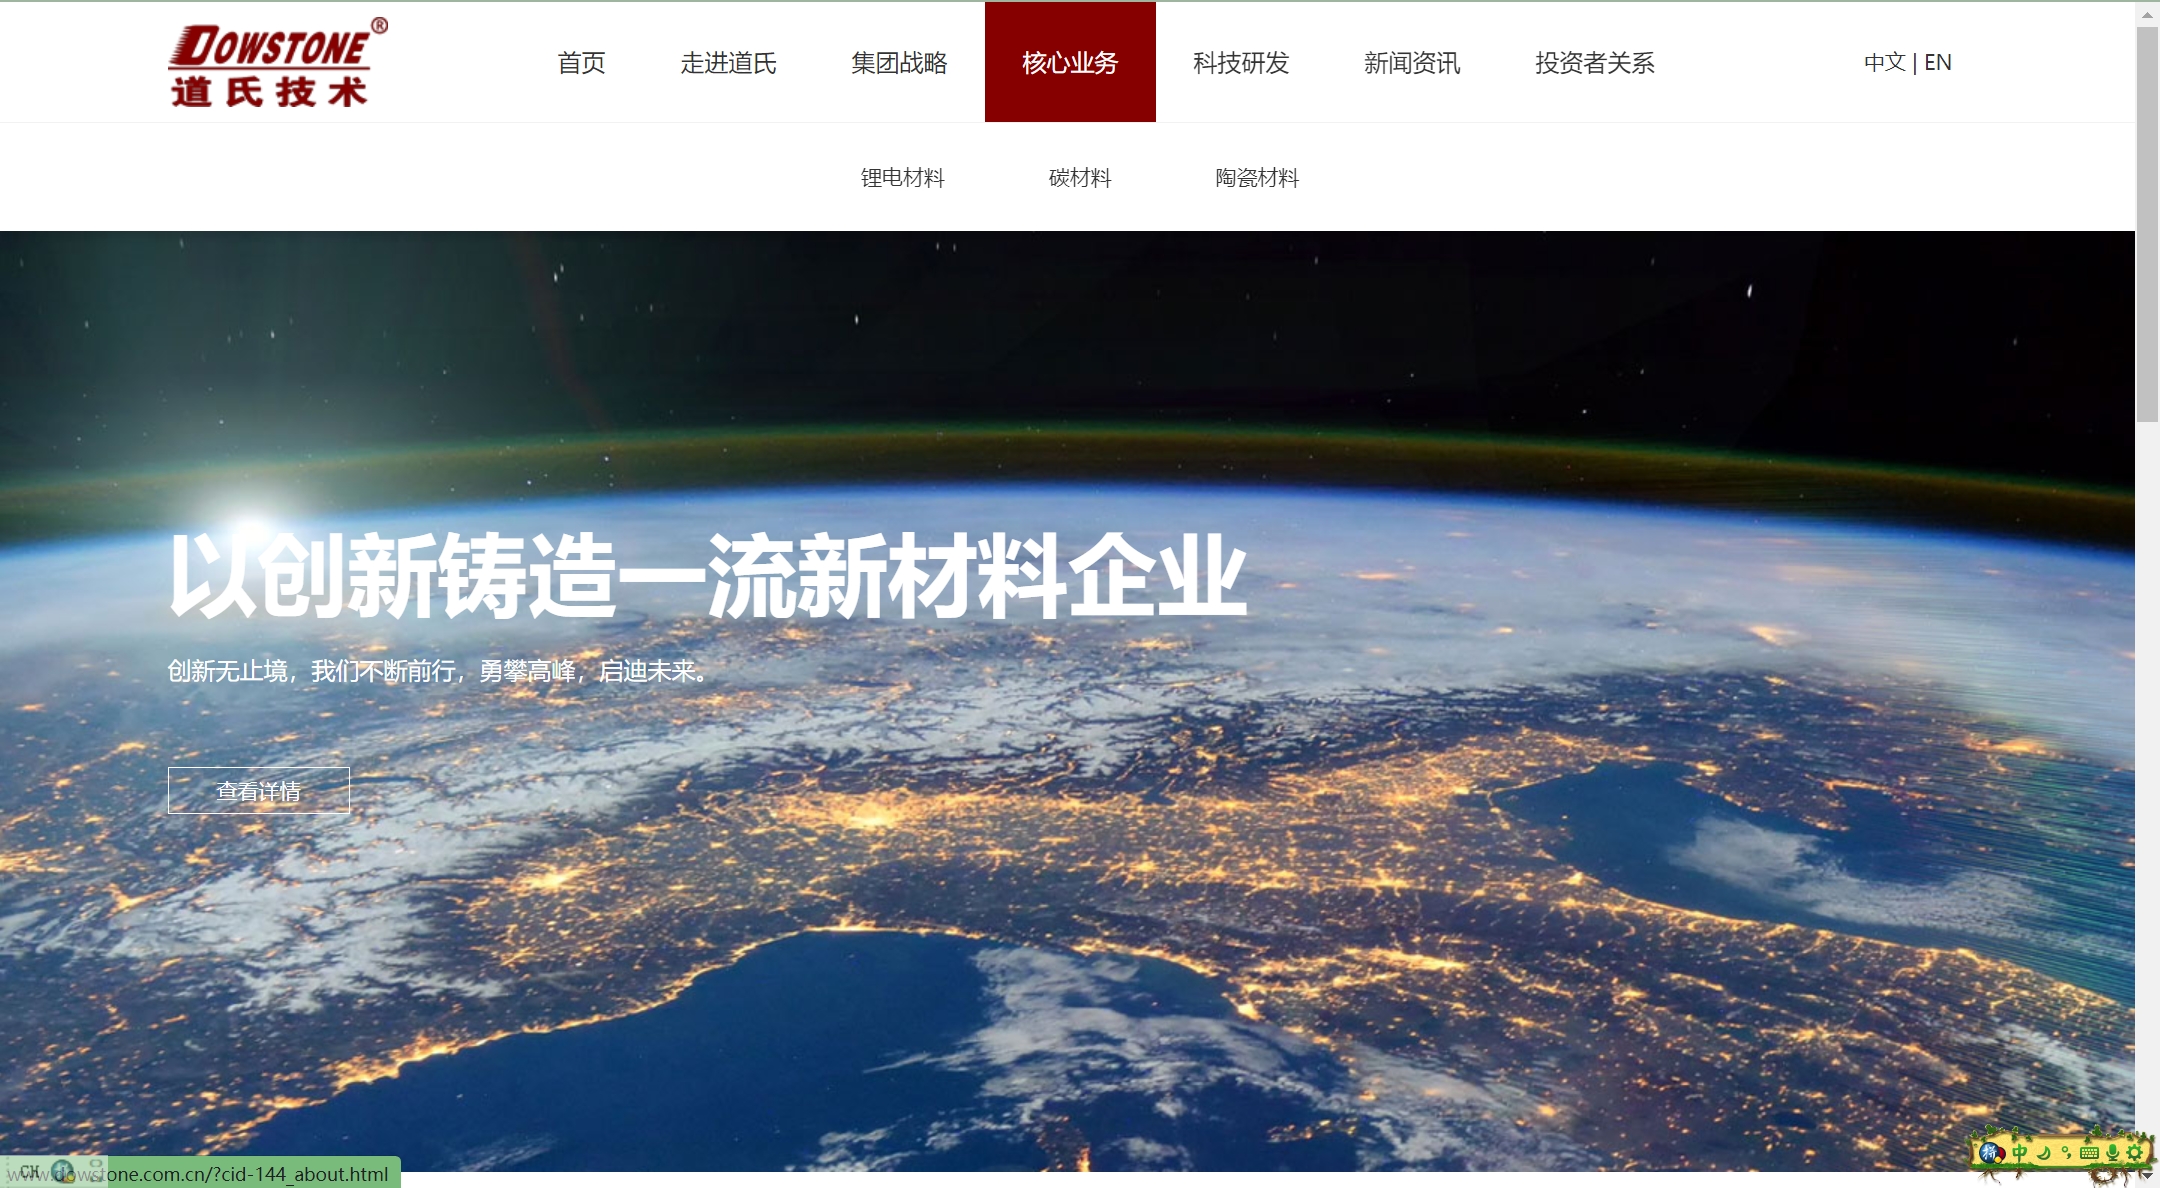 DOWSTONE®
道氏技术
首页 走进道氏 集团战略 核心业务 科技研发 新闻资讯 投资者关系 中文 | EN
锂电材料 碳材料 陶瓷材料
以创新铸造一流新材料企业
创新无止境，我们不断前行，勇攀高峰，启迪未来。
查看详情
www.dowstone.com.cn/?cid-144_about.html
CH
拼 中